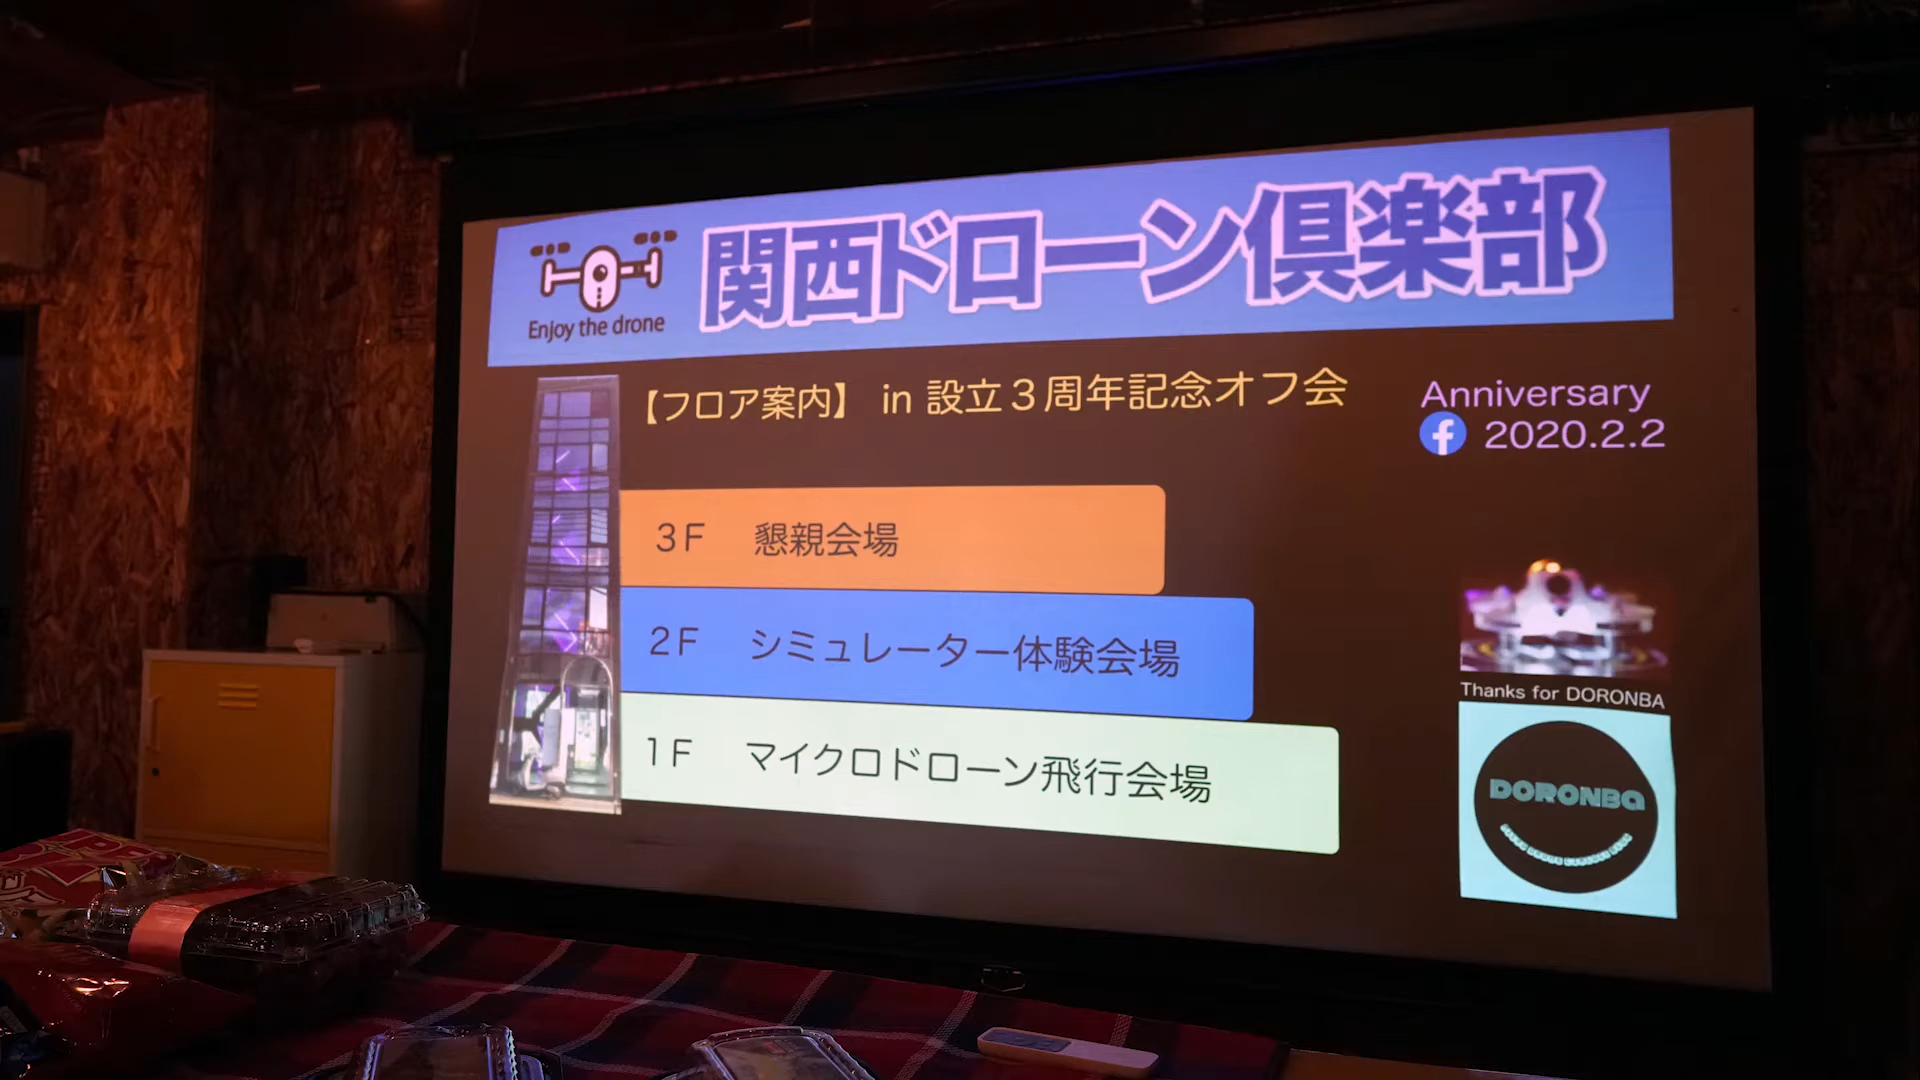 関西ドローン倶楽部
Enjoy the drone
【フロア案内】 in 設立3周年記念オフ会
Anniversary
2020.2.2
3F 懇親会場
2F シミュレーター体験会場
1F マイクロドローン飛行会場
Thanks for DORONBA
DORONBA